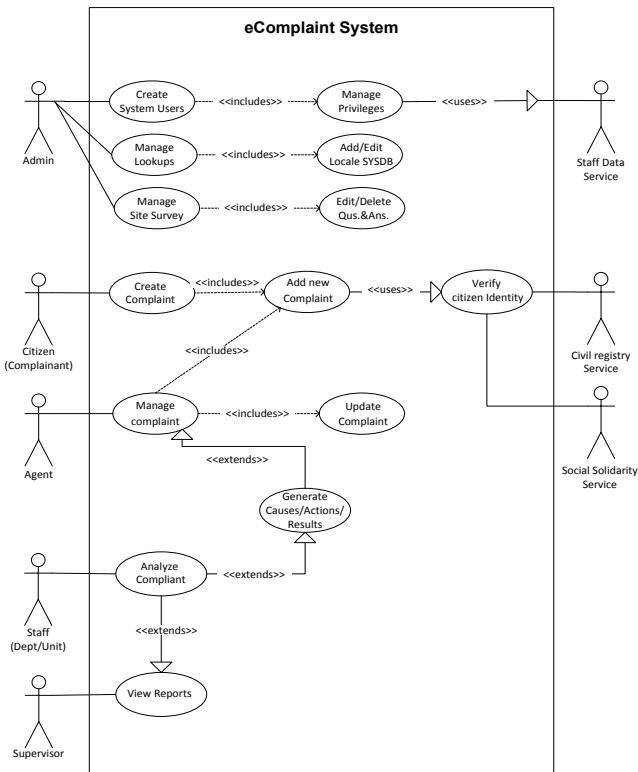 eComplaint System
Create
System Users
<<includes>>
Manage
Privileges
<<uses>>
Admin
Staff Data
Service
Manage
Lookups
<<includes>>
Add/Edit
Locale SYSDB
Manage
Site Survey
<<includes>>
Edit/Delete
Qus.&Ans.
Create
Complaint
<<includes>>
Add new
Complaint
<<uses>>
Verify
citizen Identity
Citizen
(Complainant)
Civil registry
Service
<<includes>>
Manage
complaint
<<includes>>
Update
Complaint
Agent
Social Solidarity
Service
<<extends>>
Generate
Causes/Actions/
Results
Analyze
Compliant
<<extends>>
Staff
(Dept/Unit)
<<extends>>
View Reports
Supervisor